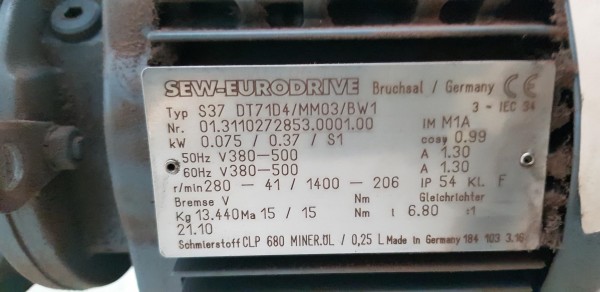 SEW-EURODRIVE Bruchsal / Germany CE
Typ S37 DT71D4/MM03/BW1 3 ~ IEC 34
Nr. 01.3110272853.0001.00 IM M1A
kW 0.075 / 0.37 / S1 cosφ 0.99
50Hz V 380-500 A 1.30
60Hz V 380-500 A 1.30
r/min 280 - 41 / 1400 - 206 IP 54 KL F
Bremse V Nm Gleichrichter
Kg 13.440 Ma 15 / 15 Nm i 6.80 :1
21.10
Schmierstoff CLP 680 MINER.ÖL / 0,25 L Made in Germany 184 103 3.16